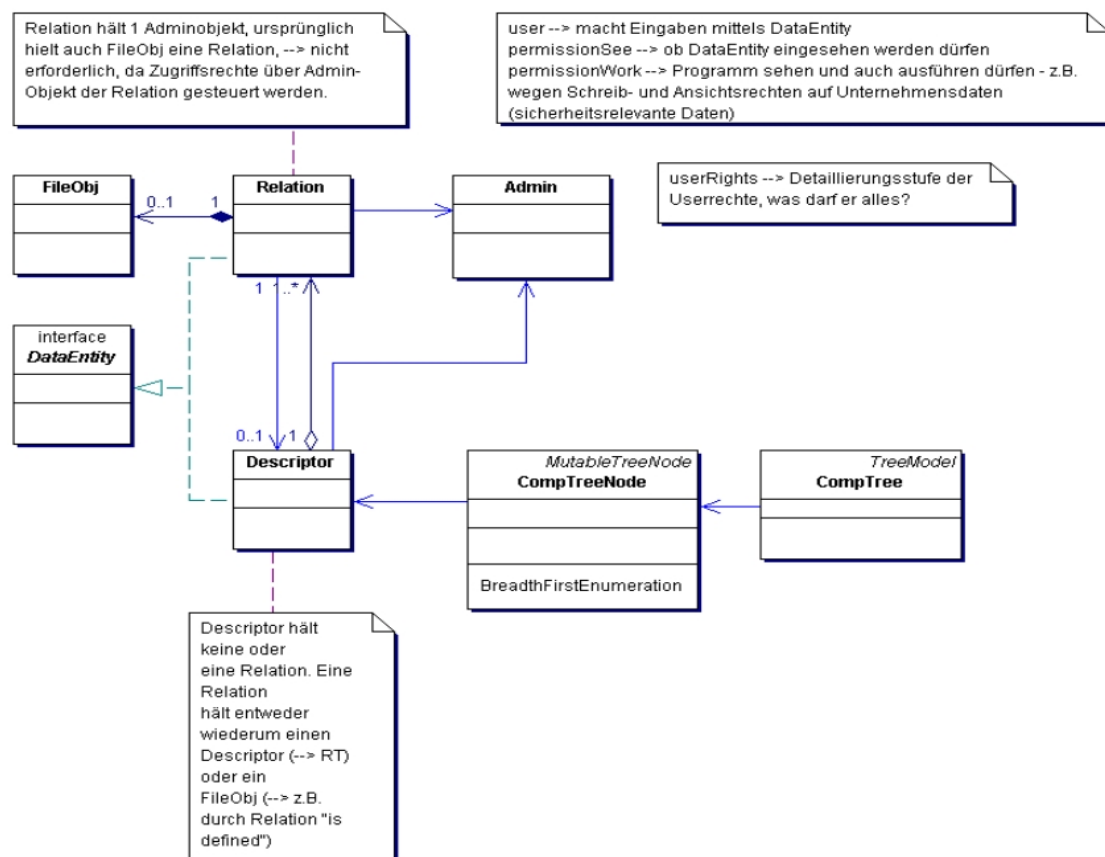 Relation hält 1 Adminobjekt, ursprünglich
hielt auch FileObj eine Relation, --> nicht
erforderlich, da Zugriffsrechte über Admin-
Objekt der Relation gesteuert werden.
user --> macht Eingaben mittels DataEntity
permissionSee --> ob DataEntity eingesehen werden dürfen
permissionWork --> Programm sehen und auch ausführen dürfen - z.B.
wegen Schreib- und Ansichtsrechten auf Unternehmensdaten
(sicherheitsrelevante Daten)
userRights --> Detaillierungsstufe der
Userrechte, was darf er alles?
FileObj
0..1
1
Relation
Admin
1
1..*
interface
DataEntity
0..1
1
Descriptor
MutableTreeNode
CompTreeNode
BreadthFirstEnumeration
TreeModel
CompTree
Descriptor hält
keine oder
eine Relation. Eine
Relation
hält entweder
wiederum einen
Descriptor (--> RT)
oder ein
FileObj (--> z.B.
durch Relation "is
defined")